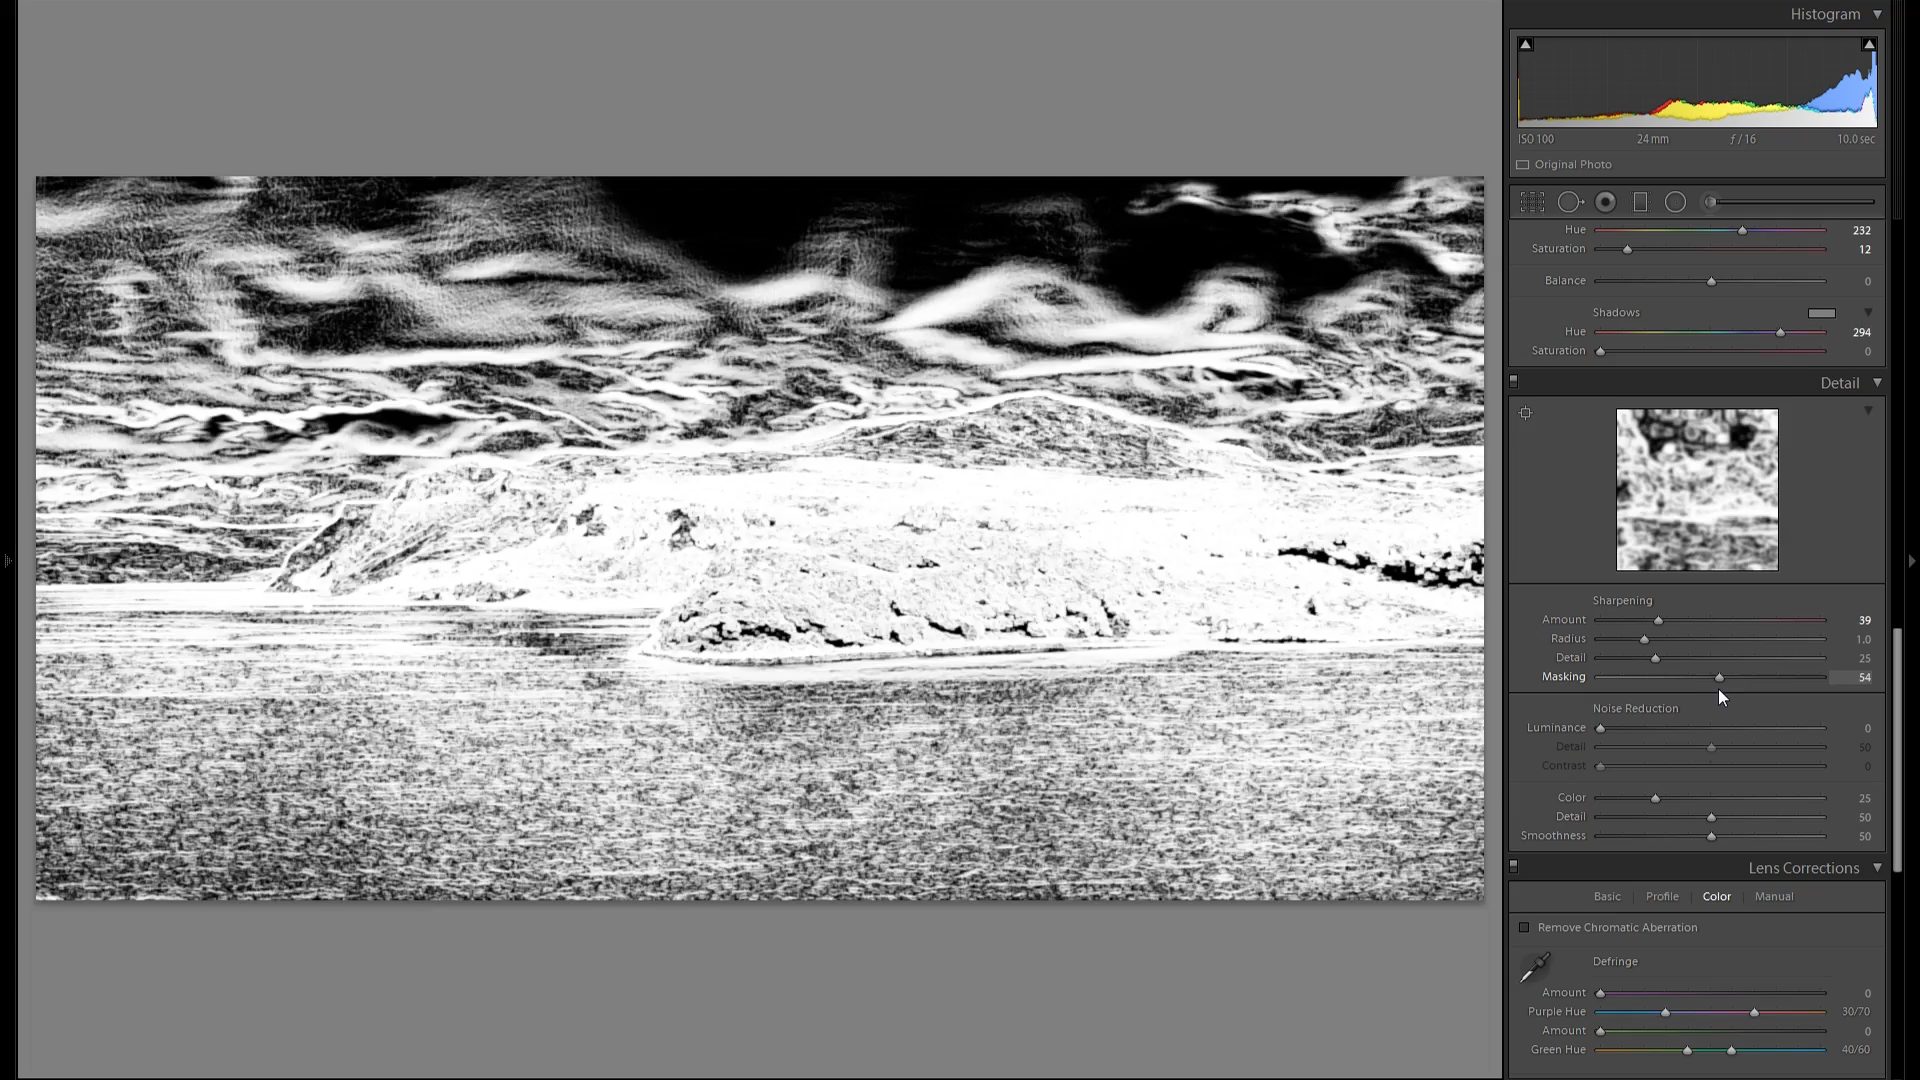 Histogram
ISO 100 24 mm ƒ / 16 10.0 sec
Original Photo
Hue 232
Saturation 12
Balance 0
Shadows
Hue 294
Saturation 0
Detail
Sharpening
Amount 39
Radius 1.0
Detail 25
Masking 54
Noise Reduction
Luminance 0
Detail 50
Contrast 0
Color 25
Detail 50
Smoothness 50
Lens Corrections
Basic Profile Color Manual
Remove Chromatic Aberration
Defringe
Amount 0
Purple Hue 30/70
Amount 0
Green Hue 40/60